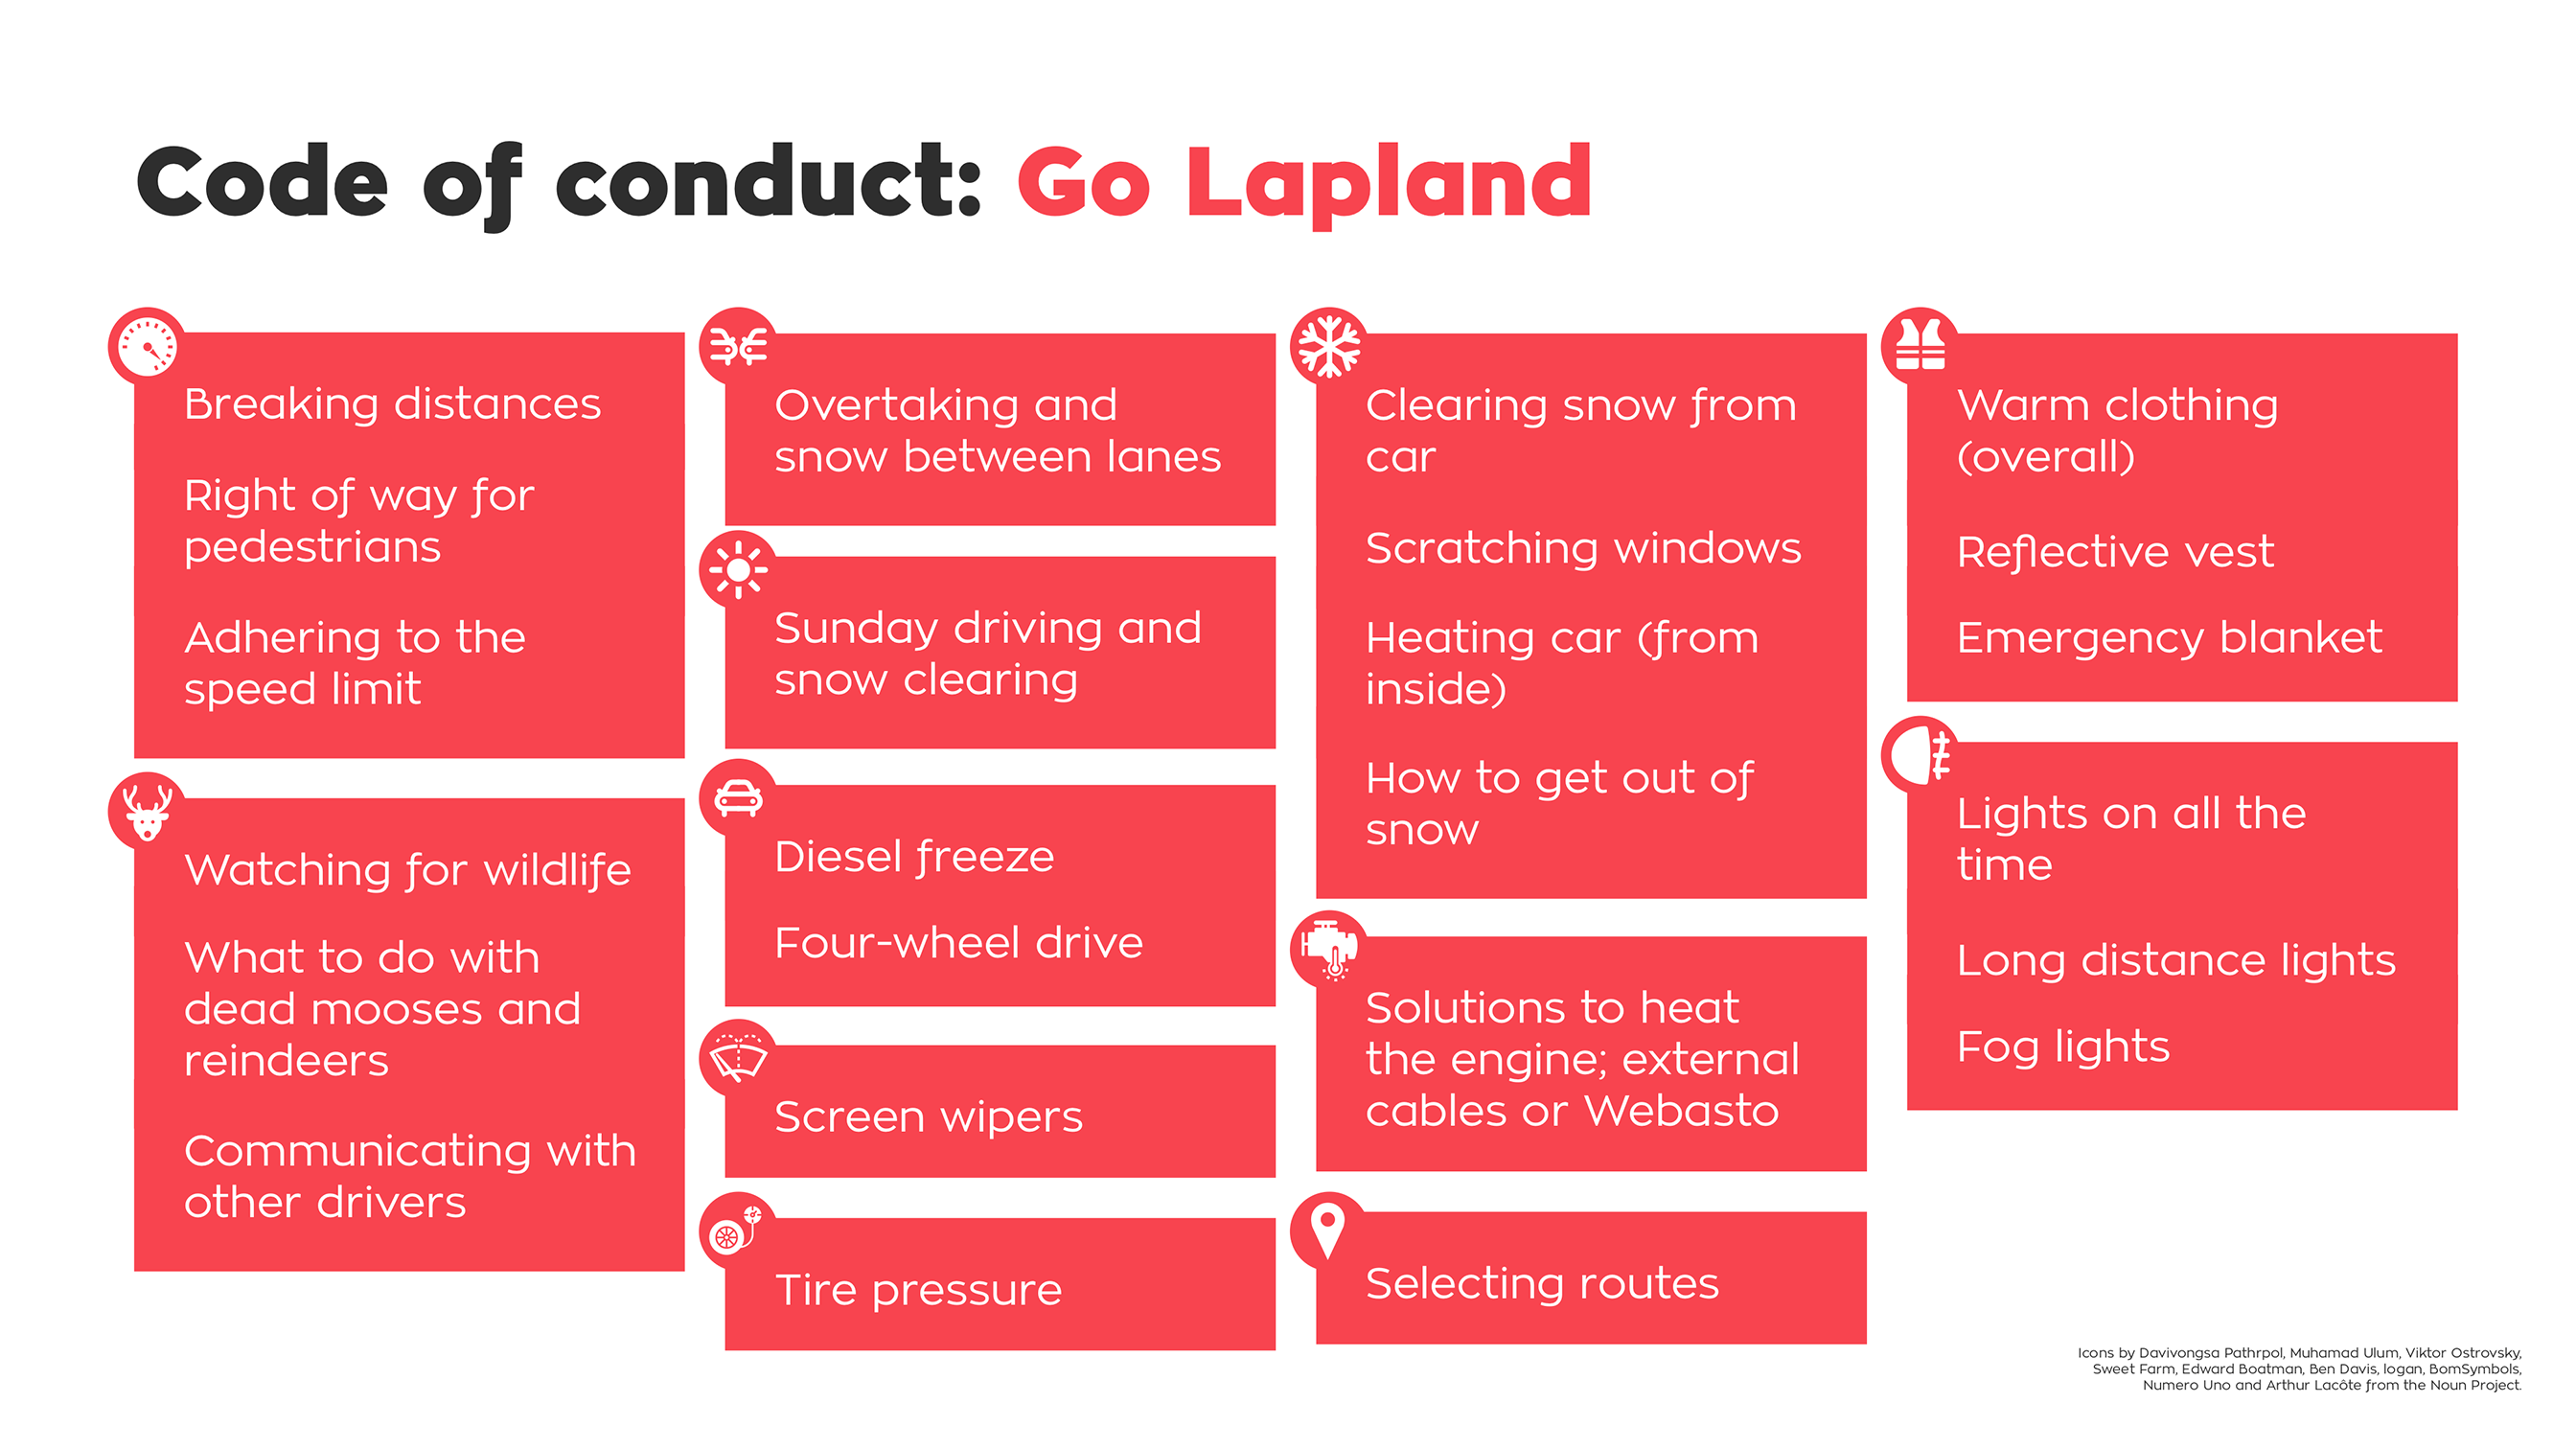 Code of conduct: Go Lapland
Breaking distances
Right of way for
pedestrians
Adhering to the
speed limit
Watching for wildlife
What to do with
dead mooses and
reindeers
Communicating with
other drivers
Overtaking and
snow between lanes
Sunday driving and
snow clearing
Diesel freeze
Four-wheel drive
Screen wipers
Tire pressure
Clearing snow from
car
Scratching windows
Heating car (from
inside)
How to get out of
snow
Solutions to heat
the engine; external
cables or Webasto
Selecting routes
Warm clothing
(overall)
Reflective vest
Emergency blanket
Lights on all the
time
Long distance lights
Fog lights
Icons by Davivongsa Pathrpol, Muhamad Ulum, Viktor Ostrovsky,
Sweet Farm, Edward Boatman, Ben Davis, logan, BomSymbols,
Numero Uno and Arthur Lacôte from the Noun Project.